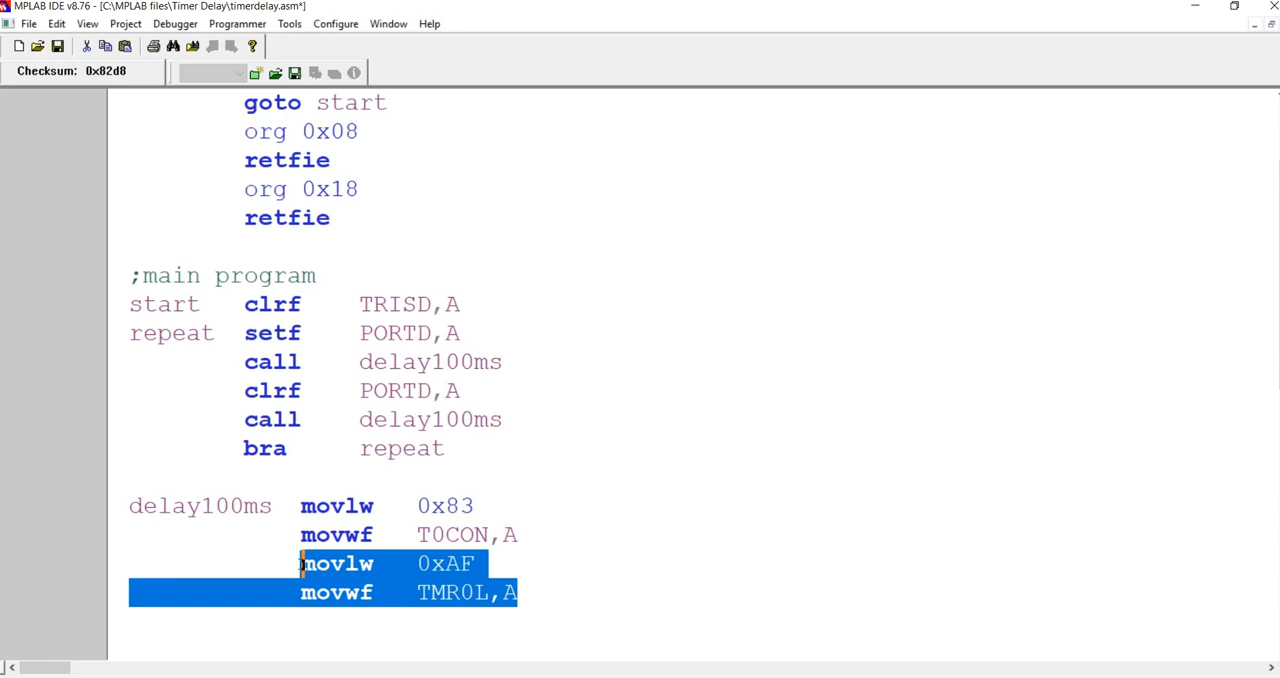 MPLAB IDE v8.76 - [C:\MPLAB files\Timer Delay\timerdelay.asm*]
File Edit View Project Debugger Programmer Tools Configure Window Help
Checksum: 0x82d8
goto start
org 0x08
retfie
org 0x18
retfie
;main program
start clrf TRISD,A
repeat setf PORTD,A
call delay100ms
clrf PORTD,A
call delay100ms
bra repeat
delay100ms movlw 0x83
movwf T0CON,A
movlw 0xAF
movwf TMR0L,A